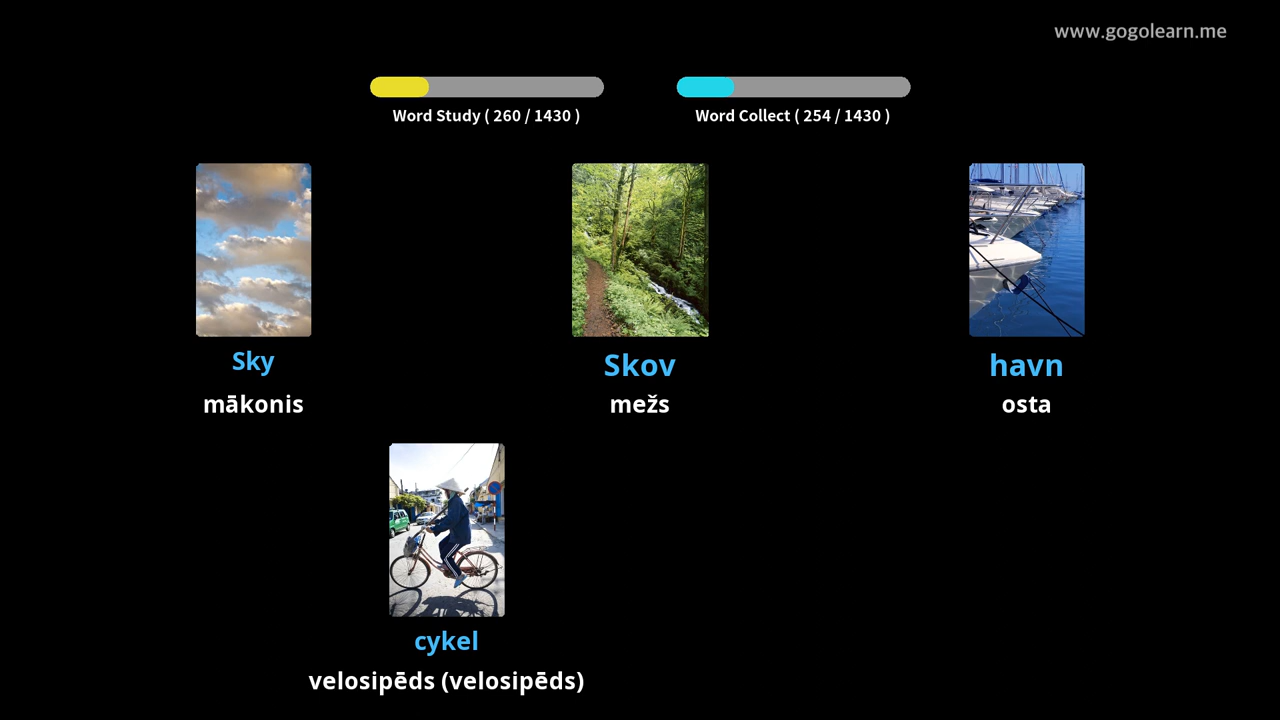 www.gogolearn.me
Word Study ( 260 / 1430 )
Word Collect ( 254 / 1430 )
Sky
Skov
havn
mākonis
mežs
osta
cykel
velosipēds (velosipēds)